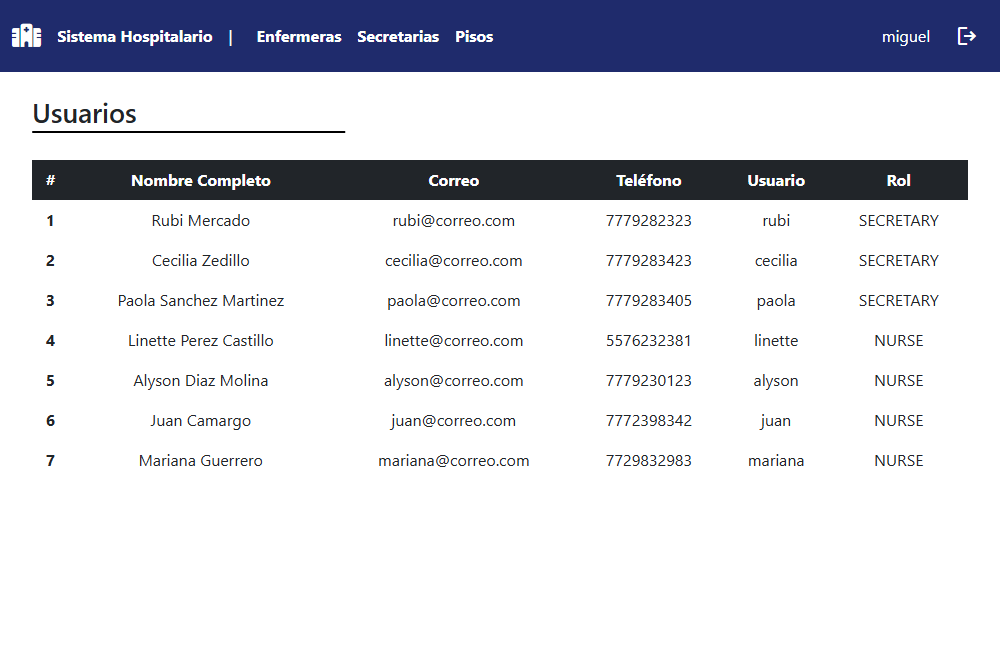 Sistema Hospitalario | Enfermeras Secretarias Pisos miguel
Usuarios
# Nombre Completo Correo Teléfono Usuario Rol
1 Rubi Mercado rubi@correo.com 7779282323 rubi SECRETARY
2 Cecilia Zedillo cecilia@correo.com 7779283423 cecilia SECRETARY
3 Paola Sanchez Martinez paola@correo.com 7779283405 paola SECRETARY
4 Linette Perez Castillo linette@correo.com 5576232381 linette NURSE
5 Alyson Diaz Molina alyson@correo.com 7779230123 alyson NURSE
6 Juan Camargo juan@correo.com 7772398342 juan NURSE
7 Mariana Guerrero mariana@correo.com 7729832983 mariana NURSE